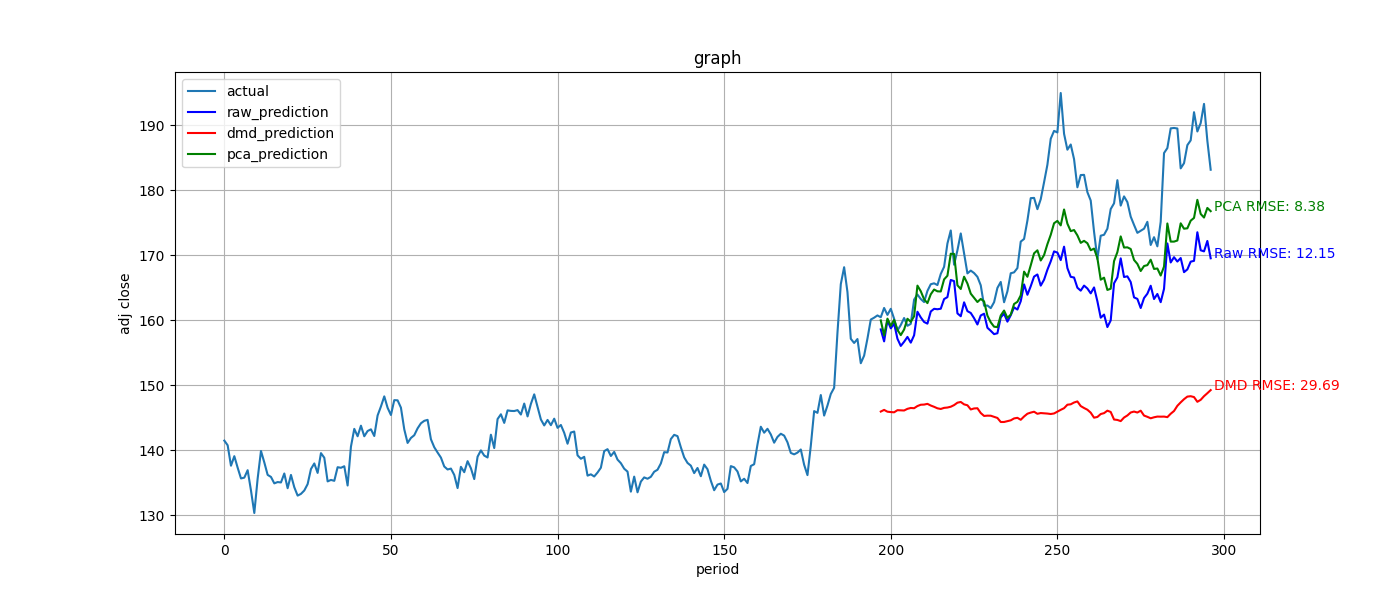 graph
actual
raw_prediction
dmd_prediction
pca_prediction
190
180
170
160
150
140
130
adj close
PCA RMSE: 8.38
Raw RMSE: 12.15
DMD RMSE: 29.69
0 50 100 150 200 250 300
period